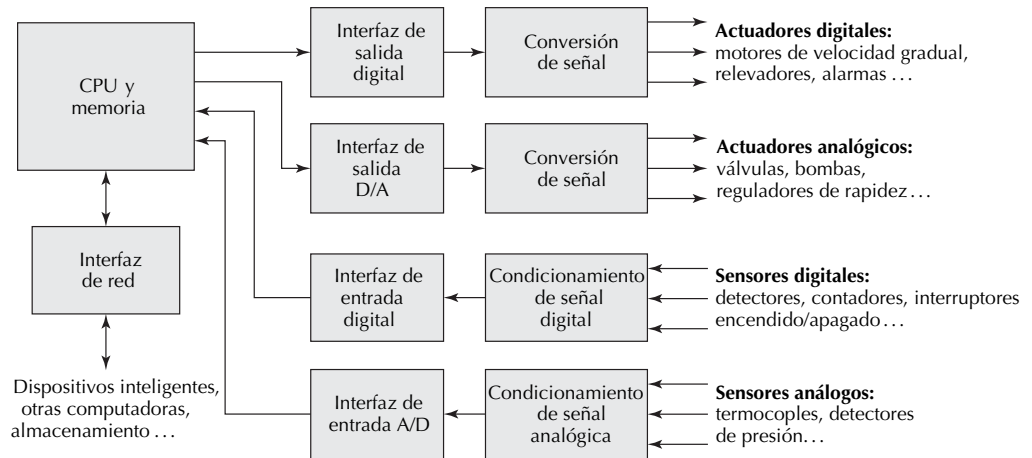 CPU y
memoria
Interfaz
de red
Dispositivos inteligentes,
otras computadoras,
almacenamiento ...
Interfaz de
salida
digital
Conversión
de señal
Actuadores digitales:
motores de velocidad gradual,
relevadores, alarmas ...
Interfaz de
salida
D/A
Conversión
de señal
Actuadores analógicos:
válvulas, bombas,
reguladores de rapidez ...
Interfaz de
entrada
digital
Condicionamiento
de señal
digital
Sensores digitales:
detectores, contadores, interruptores
encendido/apagado ...
Interfaz de
entrada A/D
Condicionamiento
de señal
analógica
Sensores análogos:
termocoples, detectores
de presión...